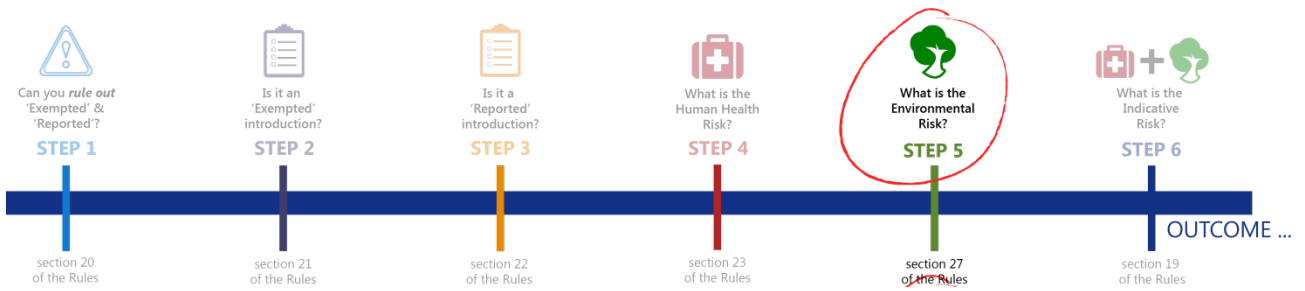 Can you rule out
'Exempted' &
'Reported'?
STEP 1
Is it an
'Exempted'
introduction?
STEP 2
Is it a
'Reported'
introduction?
STEP 3
What is the
Human Health
Risk?
STEP 4
What is the
Environmental
Risk?
STEP 5
What is the
Indicative
Risk?
STEP 6
OUTCOME ...
section 20
of the Rules
section 21
of the Rules
section 22
of the Rules
section 23
of the Rules
section 27
of the Rules
section 19
of the Rules